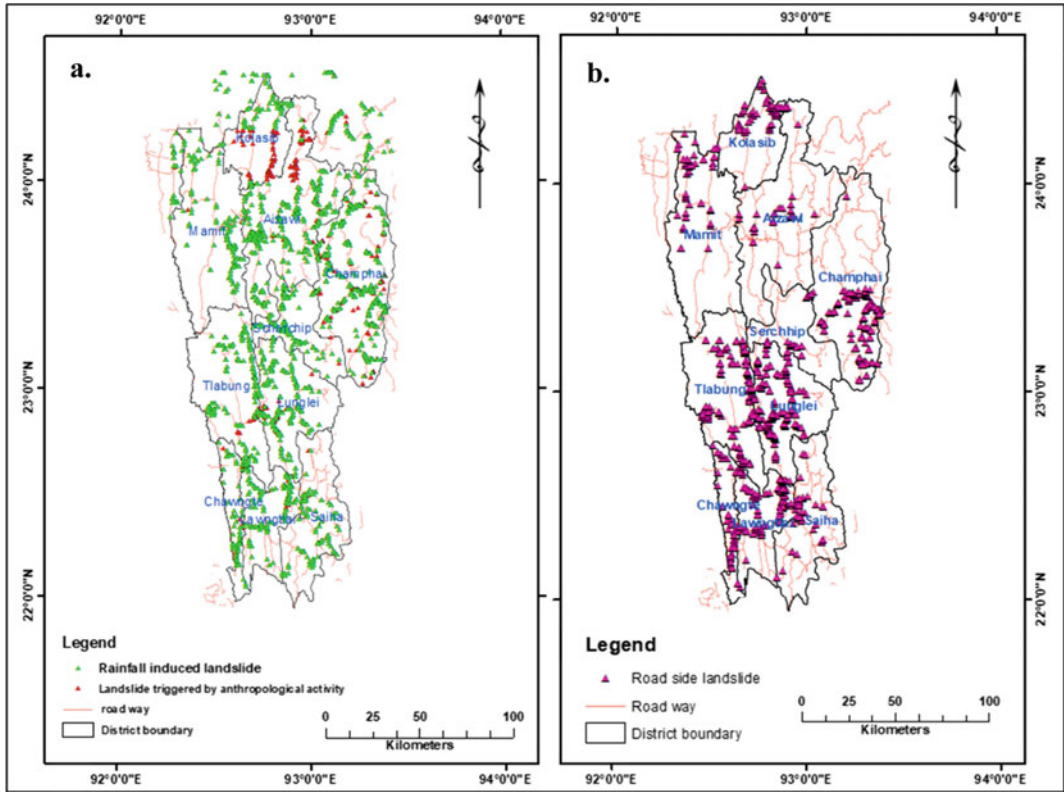 92°0'0"E 93°0'0"E 94°0'0"E
a.
Kolasib
Aizawl
Mamit
Champhai
Serchhip
Tlabung
Lunglei
Chawngte
Saiha
Legend
Rainfall induced landslide
Landslide triggered by anthropological activity
road way
District boundary
0 25 50 100
Kilometers
92°0'0"E 93°0'0"E 94°0'0"E
24°0'0"N
23°0'0"N
22°0'0"N
92°0'0"E 93°0'0"E 94°0'0"E
b.
Kolasib
Aizawl
Mamit
Champhai
Serchhip
Tlabung
Lunglei
Chawngte
Saiha
Legend
Road side landslide
Road way
District boundary
0 25 50 100
Kilometers
92°0'0"E 93°0'0"E 94°0'0"E
24°0'0"N
23°0'0"N
22°0'0"N